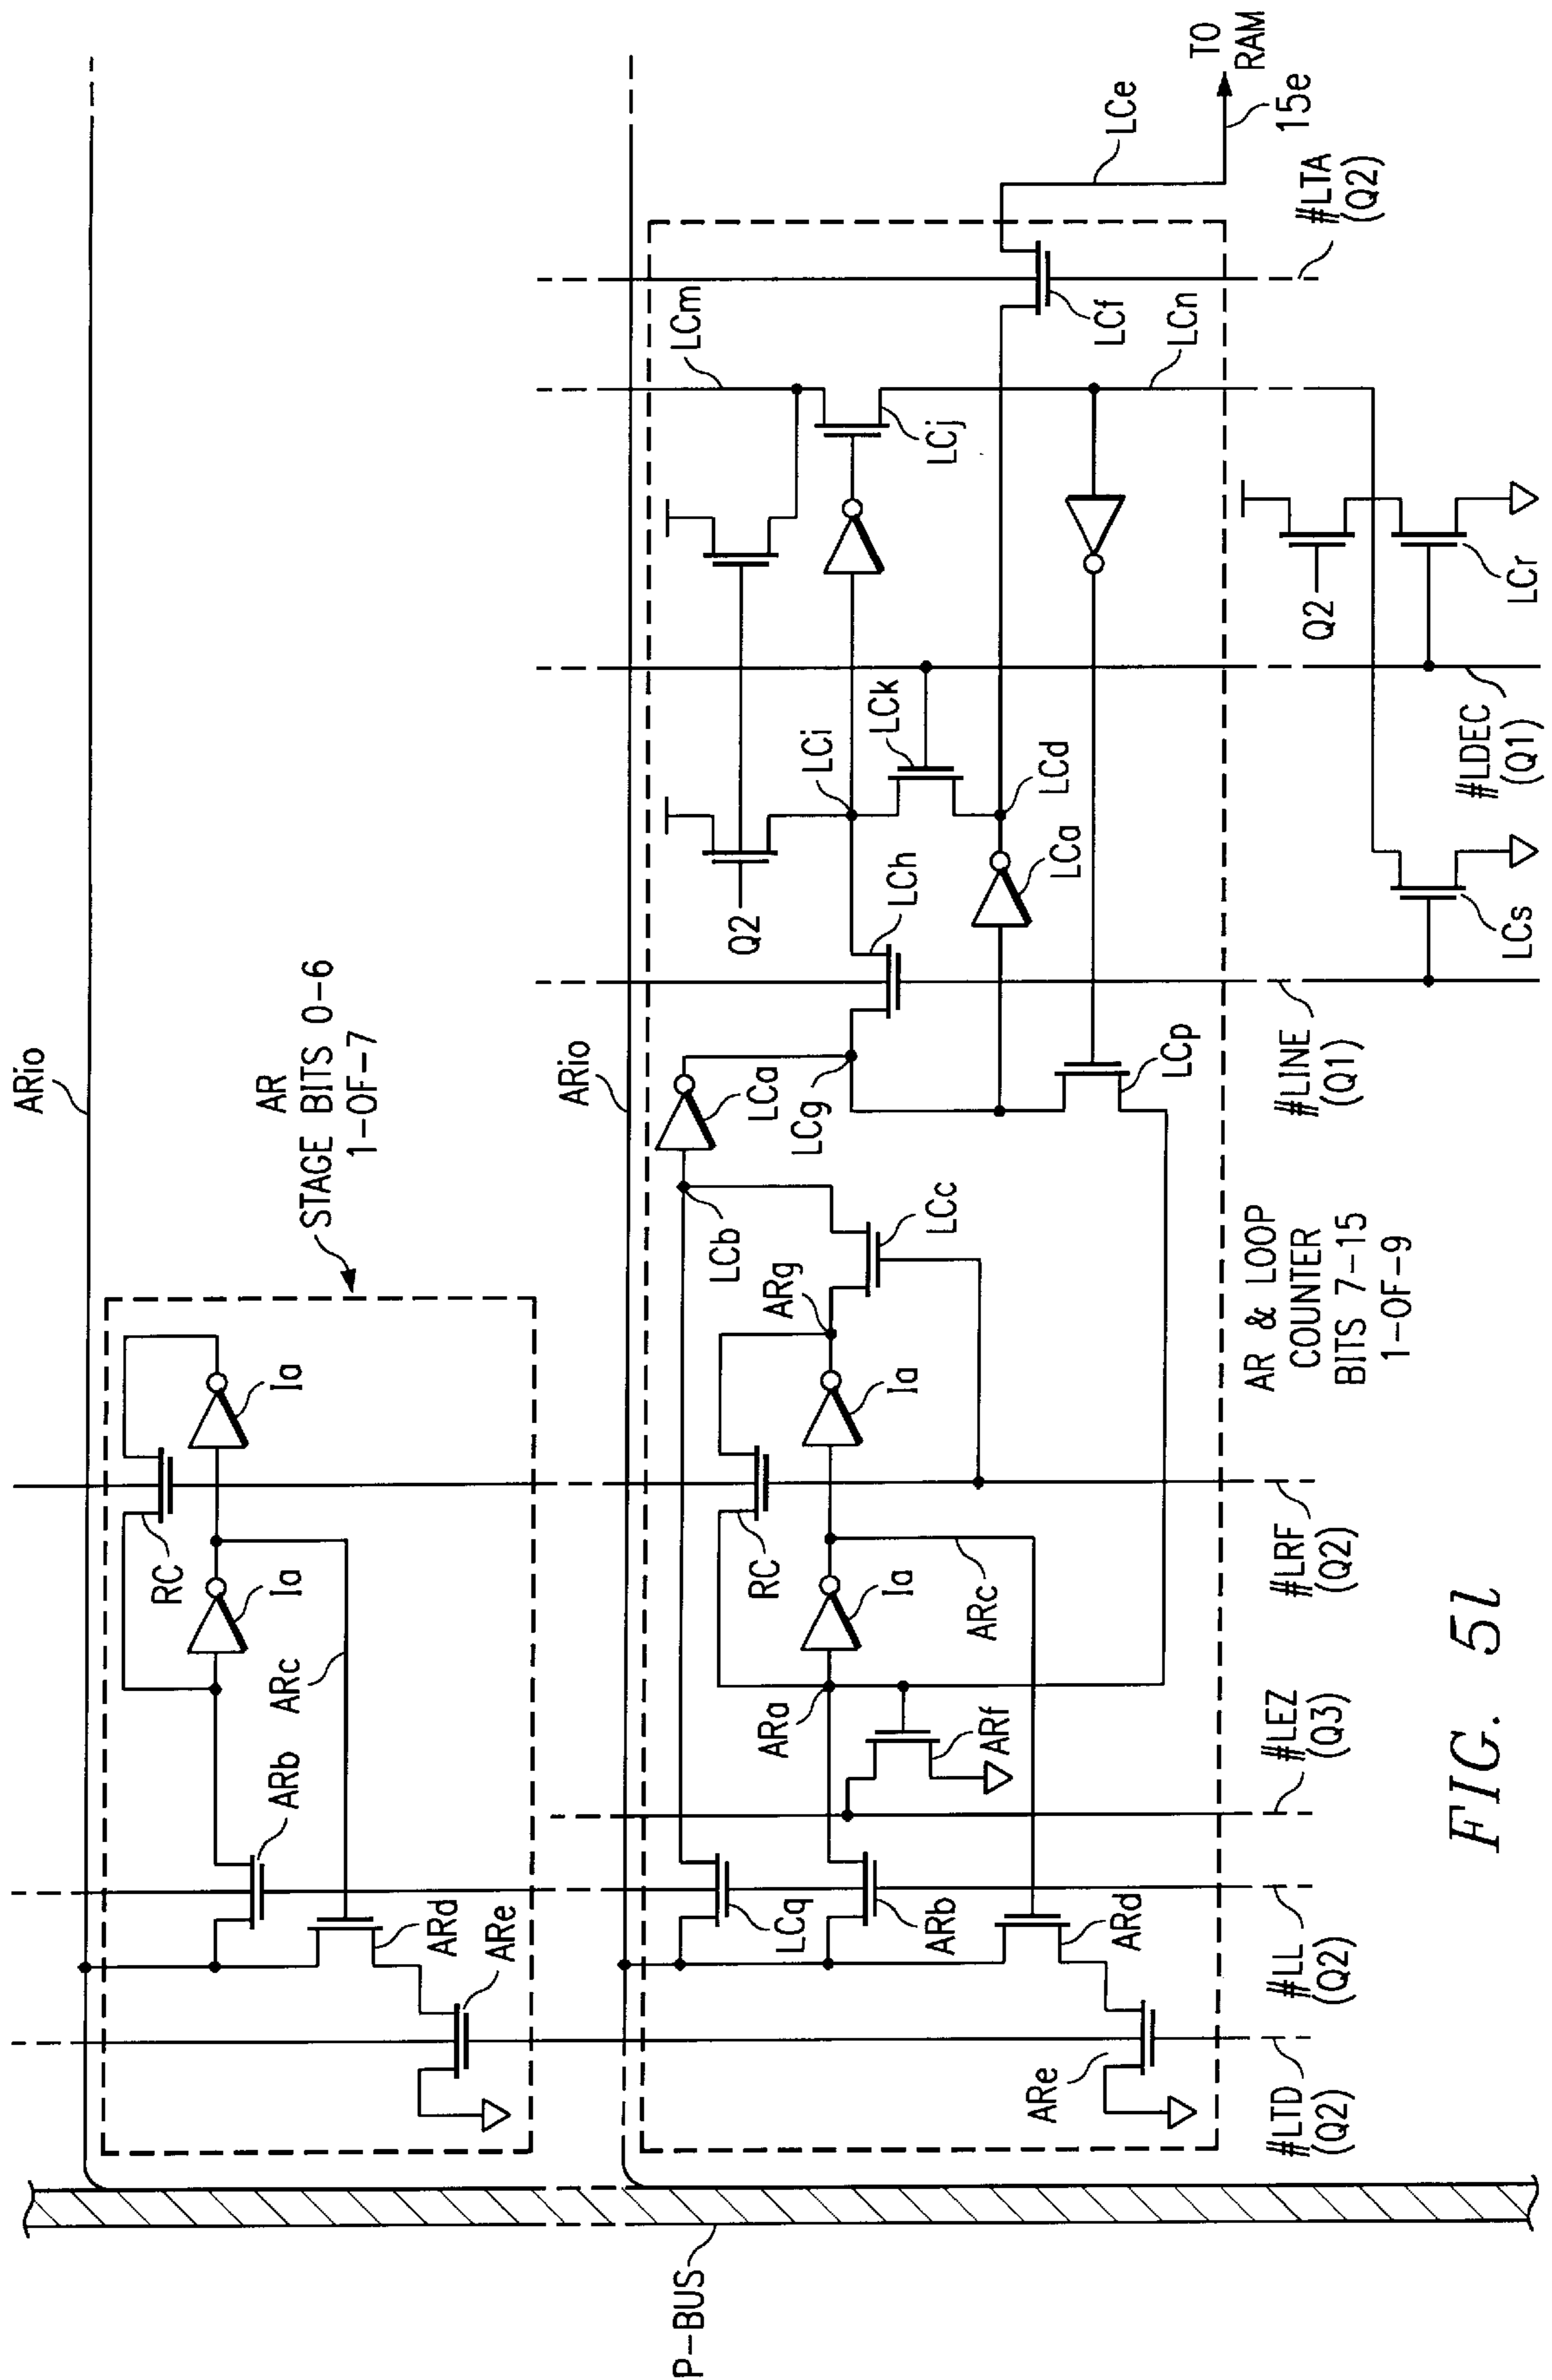 ARio
AR
STAGE BITS 0-6
1-OF-7
RC
Ia
Ia
ARc
ARb
ARd
ARe
ARio
LCm
LCe
TO
RAM
15e
#LTA
(Q2)
LCf
LCn
LCj
LCi
LCk
LCd
Q2
LCh
LCa
LCa
LCg
LCp
LCb
LCc
ARg
RC
Ia
Ia
ARc
ARa
ARf
LCq
ARb
ARd
ARe
Q2
LCr
#LDEC
(Q1)
LCs
#LINE
(Q1)
AR & LOOP
COUNTER
BITS 7-15
1-OF-9
#LRF
(Q2)
#LEZ
(Q3)
#LL
(Q2)
#LTD
(Q2)
P-BUS
FIG. 5l